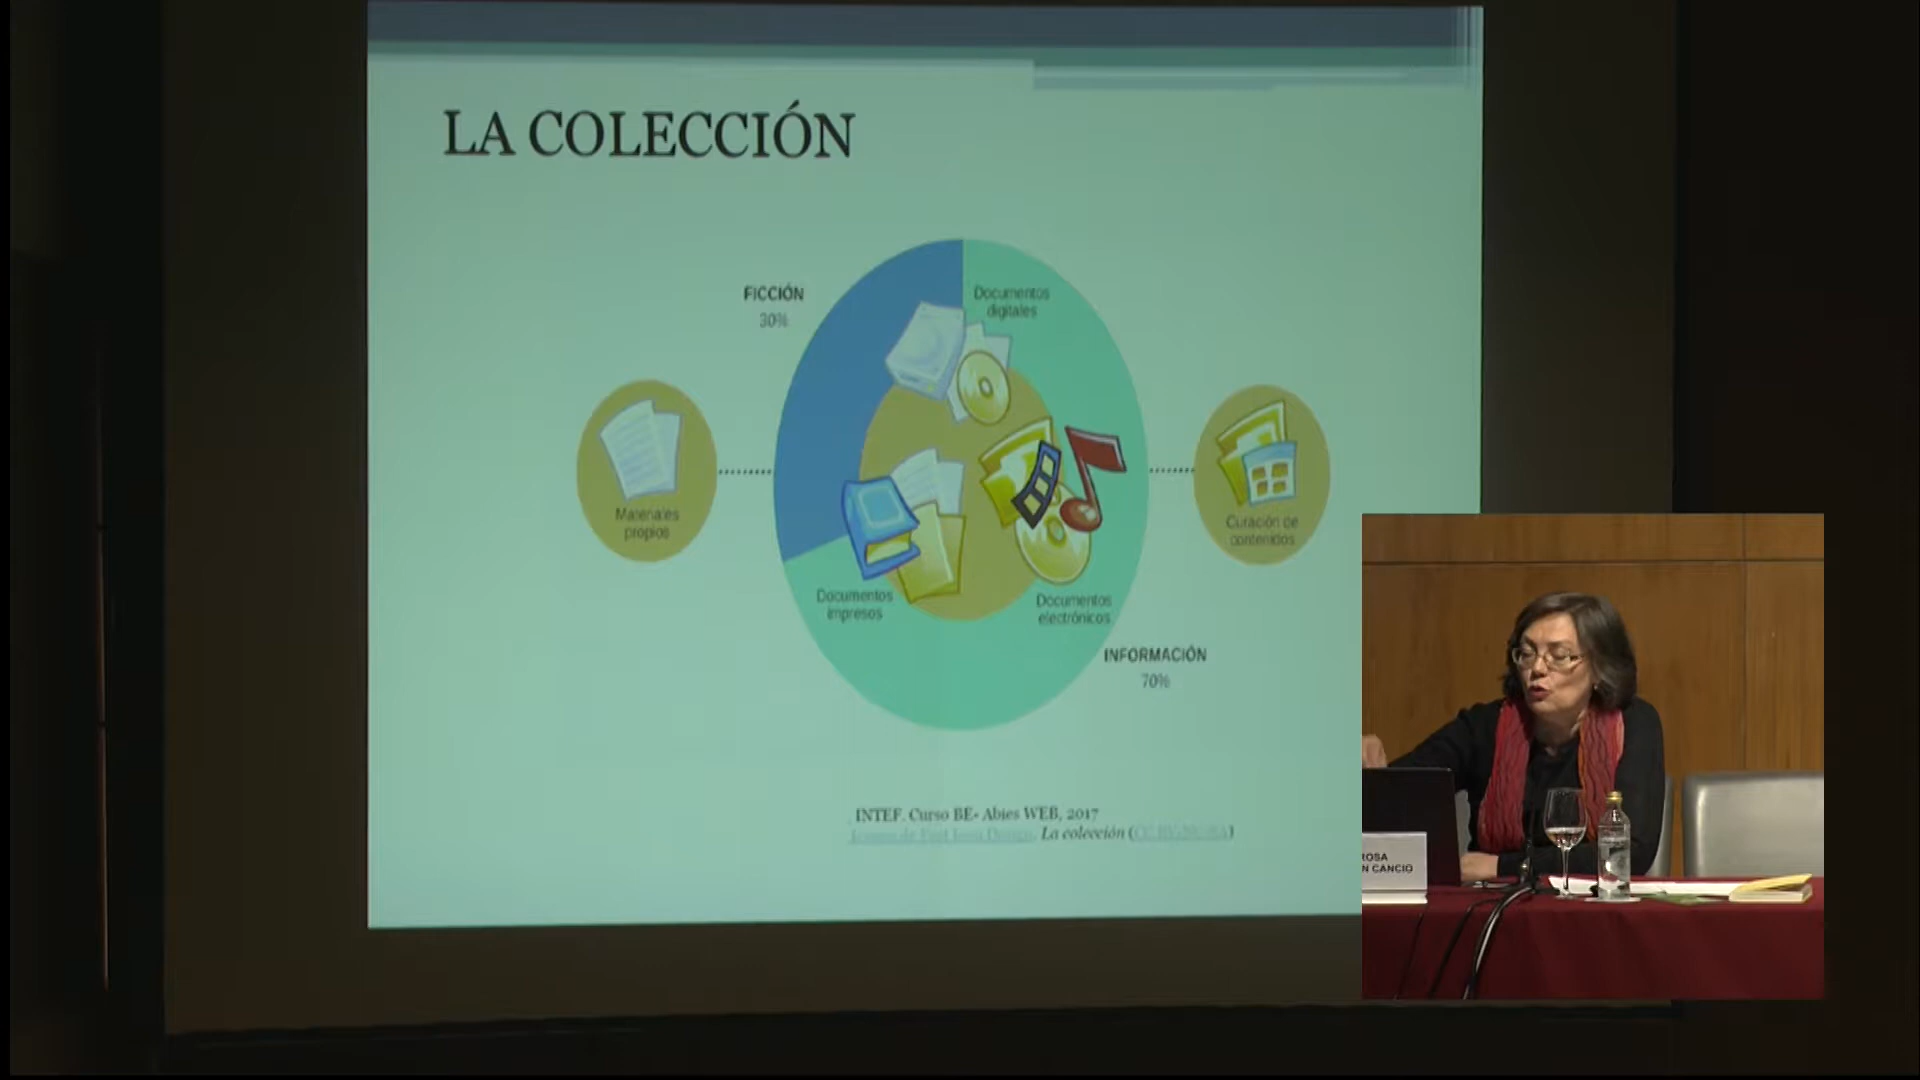 LA COLECCIÓN
FICCIÓN
30%
Documentos
digitales
Materiales
propios
Curación de
contenidos
Documentos
impresos
Documentos
electrónicos
INFORMACIÓN
70%
INTEF. Curso BE- Abies WEB, 2017
La colección
ROSA
N CANCIO